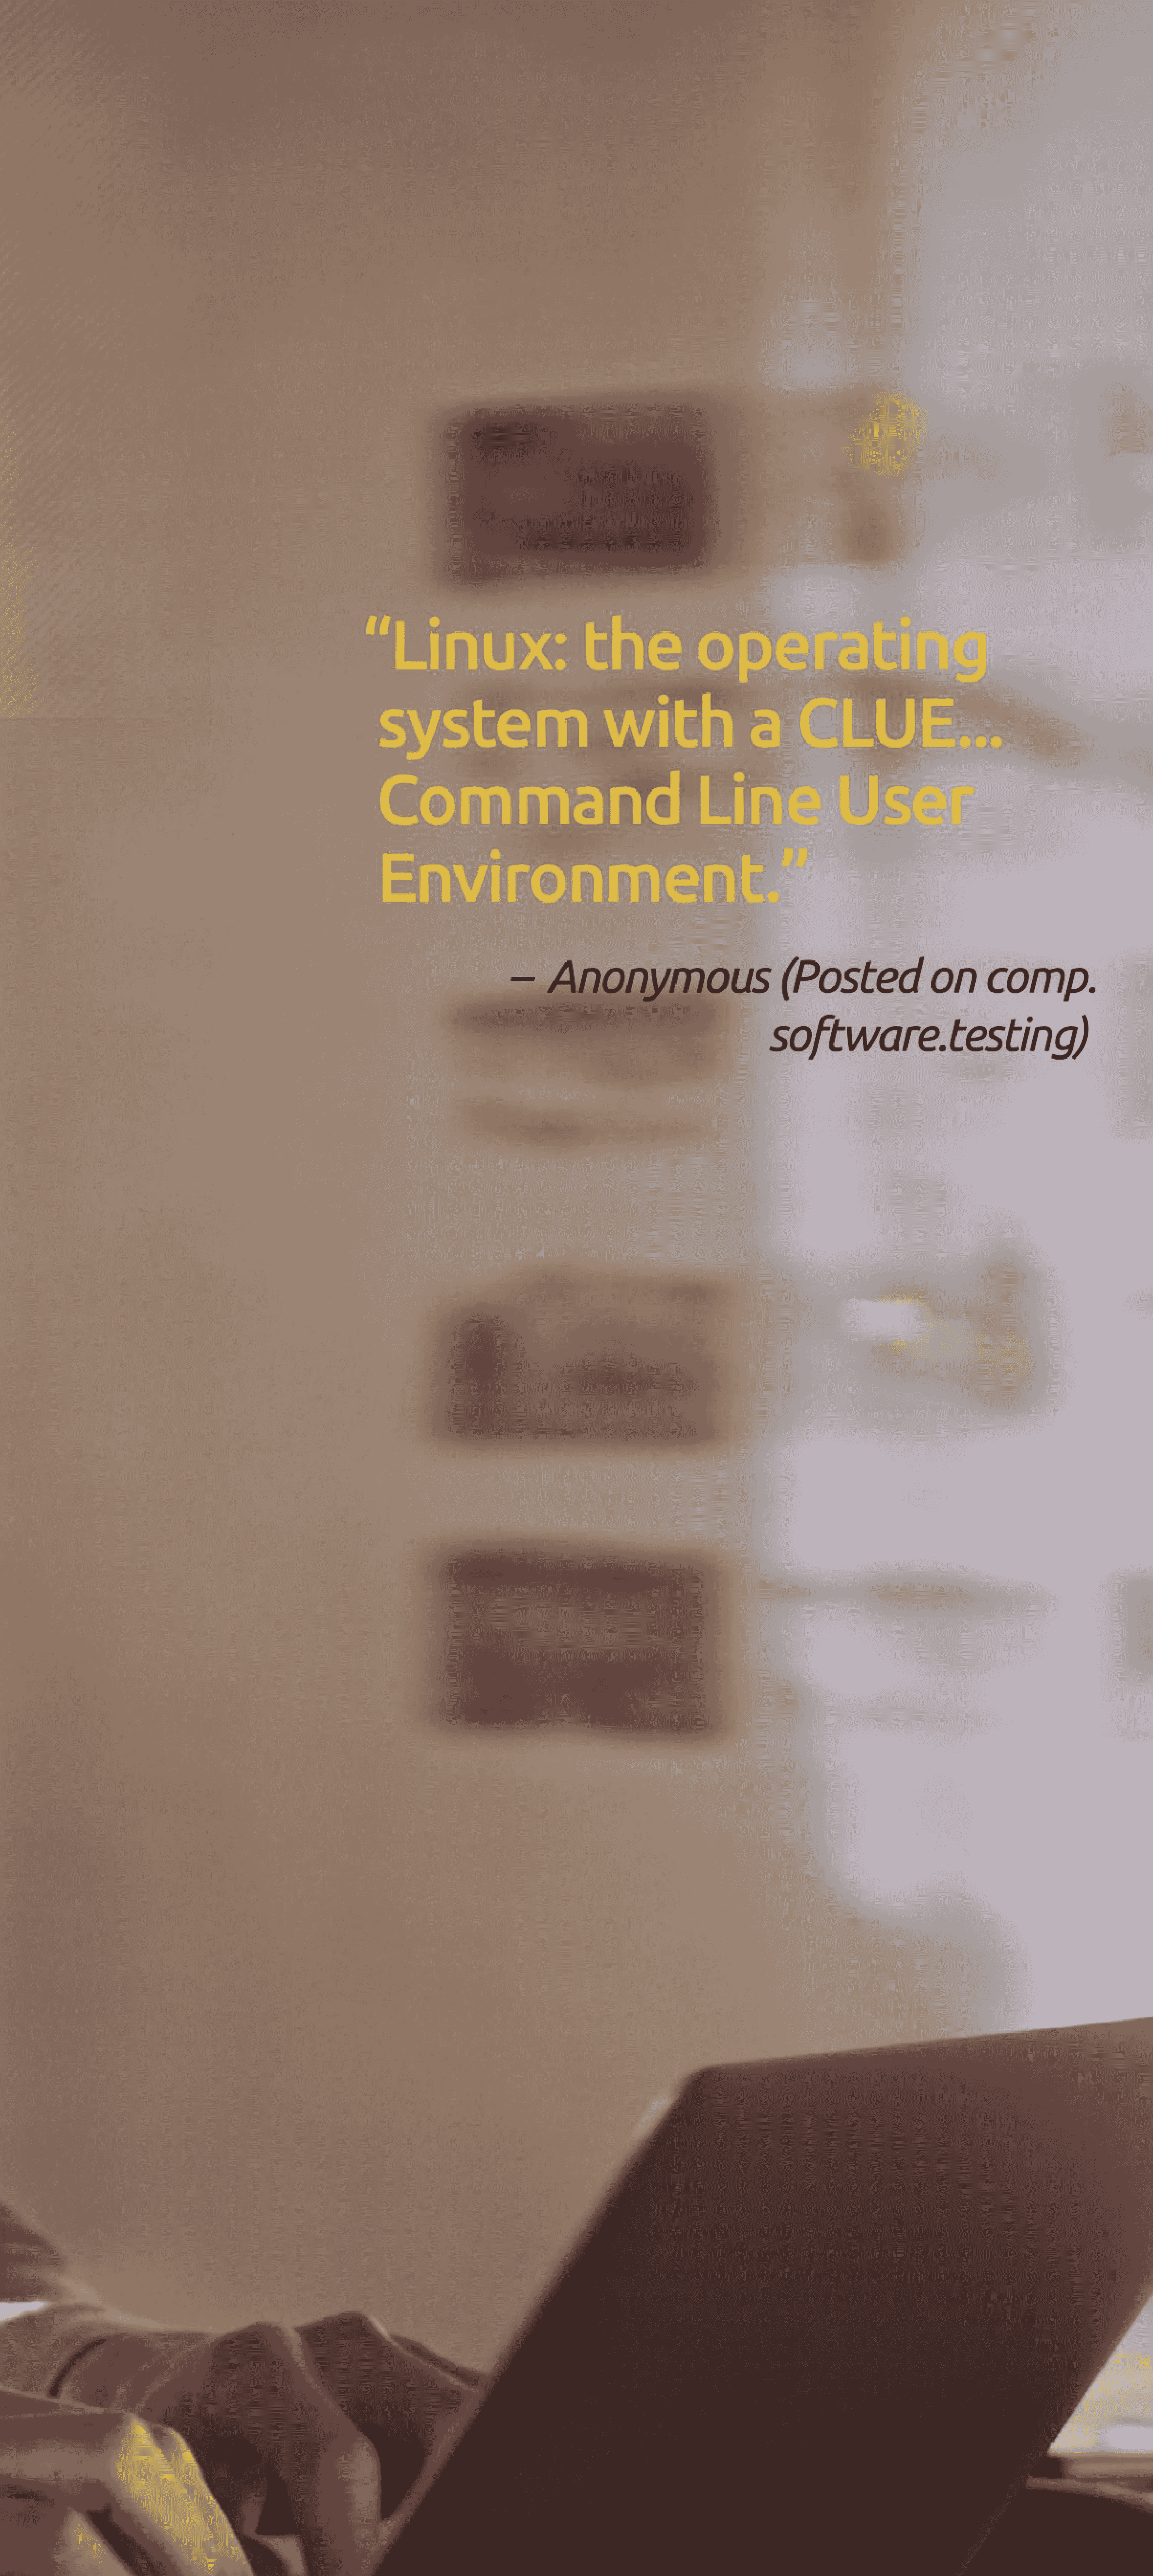 “Linux: the operating
system with a CLUE...
Command Line User
Environment.”
– Anonymous (Posted on comp.
software.testing)